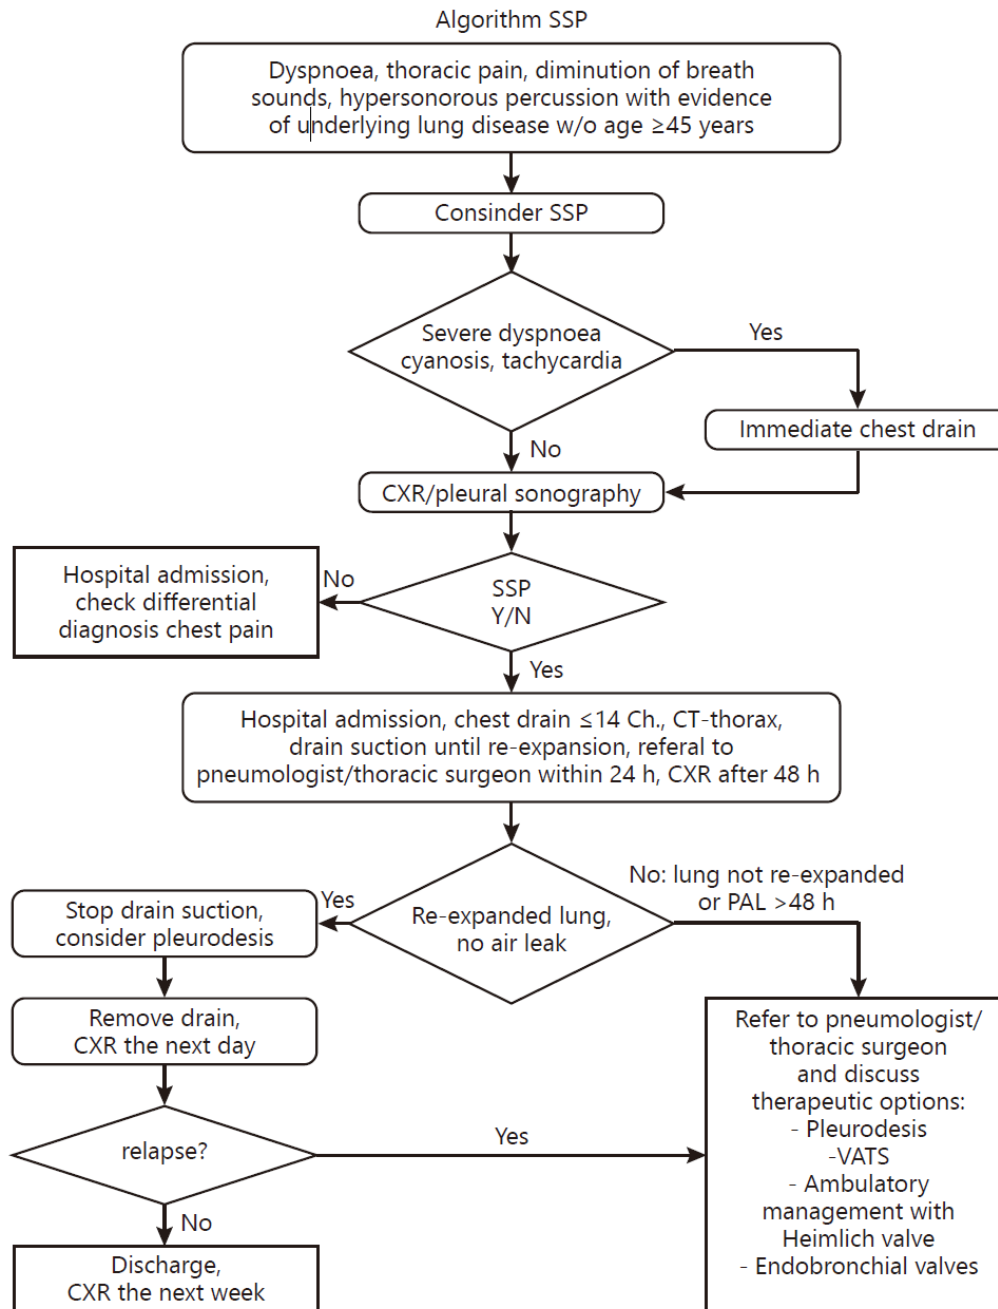 Algorithm SSP
Dyspnoea, thoracic pain, diminution of breath
sounds, hypersonorous percussion with evidence
of underlying lung disease w/o age ≥45 years
Consinder SSP
Severe dyspnoea
cyanosis, tachycardia
Yes
Immediate chest drain
No
CXR/pleural sonography
SSP
Y/N
No
Hospital admission,
check differential
diagnosis chest pain
Yes
Hospital admission, chest drain ≤14 Ch., CT-thorax,
drain suction until re-expansion, referal to
pneumologist/thoracic surgeon within 24 h, CXR after 48 h
Re-expanded lung,
no air leak
Yes
Stop drain suction,
consider pleurodesis
No: lung not re-expanded
or PAL >48 h
Remove drain,
CXR the next day
relapse?
Yes
Refer to pneumologist/
thoracic surgeon
and discuss
therapeutic options:
- Pleurodesis
-VATS
- Ambulatory
management with
Heimlich valve
- Endobronchial valves
No
Discharge,
CXR the next week